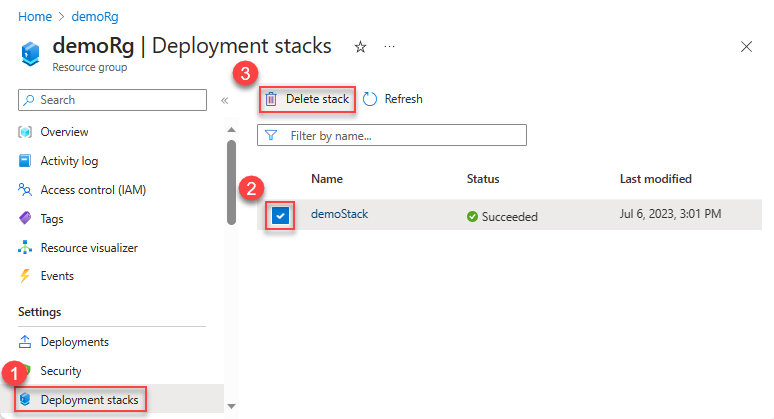 Home > demoRg
demoRg | Deployment stacks ☆ ...
Resource group
3
Search
«
Delete stack
Refresh
Filter by name...
Overview
Activity log
Access control (IAM)
Tags
Resource visualizer
Events
Settings
Deployments
Security
1
Deployment stacks
2
Name Status Last modified
demoStack Succeeded Jul 6, 2023, 3:01 PM